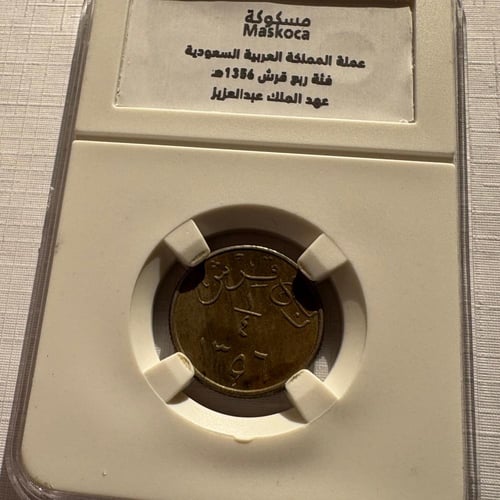 مسكوكة
Maskoca
عملة المملكة العربية السعودية
فئة ربع قرش 1356هـ
عهد الملك عبدالعزيز
ربع قرش
١
٤
١٣٥٦